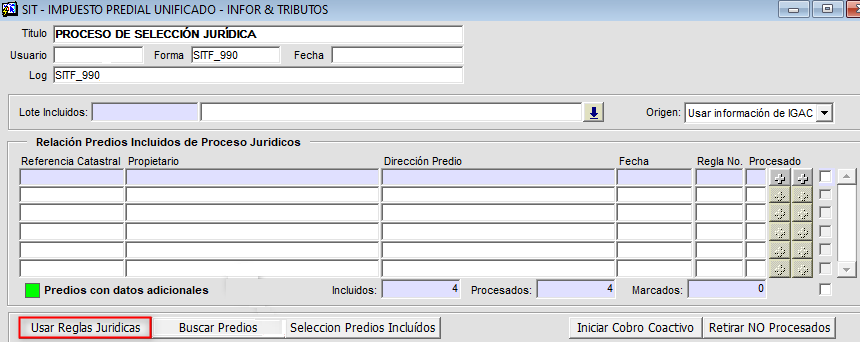 SIT - IMPUESTO PREDIAL UNIFICADO - INFOR & TRIBUTOS
Titulo PROCESO DE SELECCIÓN JURÍDICA
Usuario Forma SITF_990 Fecha
Log SITF_990
Lote Incluidos: Origen: Usar información de IGAC
Relación Predios Incluidos de Proceso Juridicos
Referencia Catastral Propietario Dirección Predio Fecha Regla No. Procesado
Predios con datos adicionales Incluidos: 4 Procesados: 4 Marcados: 0
Usar Reglas Juridicas Buscar Predios Seleccion Predios Incluídos Iniciar Cobro Coactivo Retirar NO Procesados